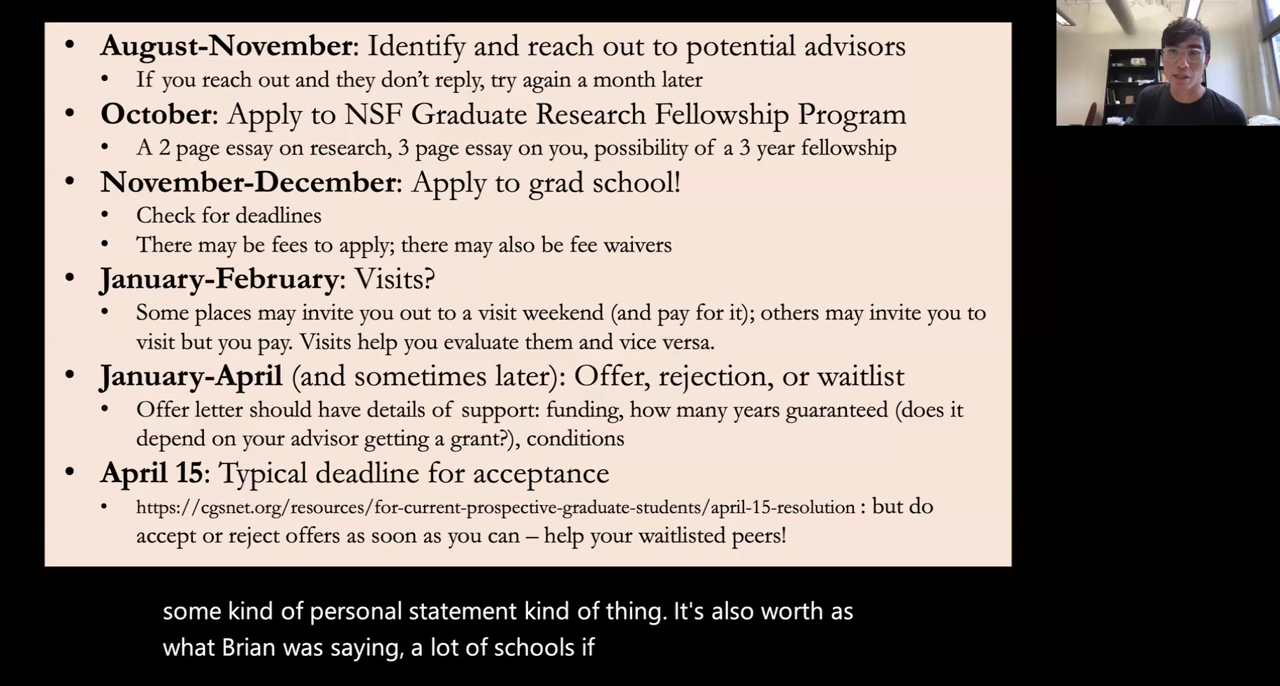 • August-November: Identify and reach out to potential advisors
• If you reach out and they don't reply, try again a month later
• October: Apply to NSF Graduate Research Fellowship Program
• A 2 page essay on research, 3 page essay on you, possibility of a 3 year fellowship
• November-December: Apply to grad school!
• Check for deadlines
• There may be fees to apply; there may also be fee waivers
• January-February: Visits?
• Some places may invite you out to a visit weekend (and pay for it); others may invite you to
visit but you pay. Visits help you evaluate them and vice versa.
• January-April (and sometimes later): Offer, rejection, or waitlist
• Offer letter should have details of support: funding, how many years guaranteed (does it
depend on your advisor getting a grant?), conditions
• April 15: Typical deadline for acceptance
• https://cgsnet.org/resources/for-current-prospective-graduate-students/april-15-resolution : but do
accept or reject offers as soon as you can – help your waitlisted peers!
some kind of personal statement kind of thing. It's also worth as
what Brian was saying, a lot of schools if